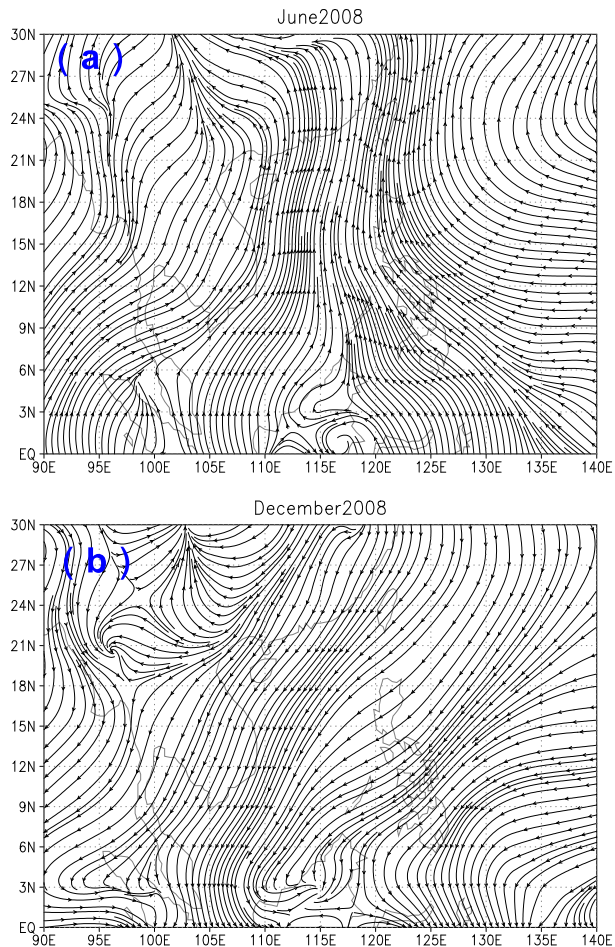 June2008
( a )
30N
27N
24N
21N
18N
15N
12N
9N
6N
3N
EQ
90E 95E 100E 105E 110E 115E 120E 125E 130E 135E 140E
December2008
( b )
30N
27N
24N
21N
18N
15N
12N
9N
6N
3N
EQ
90E 95E 100E 105E 110E 115E 120E 125E 130E 135E 140E